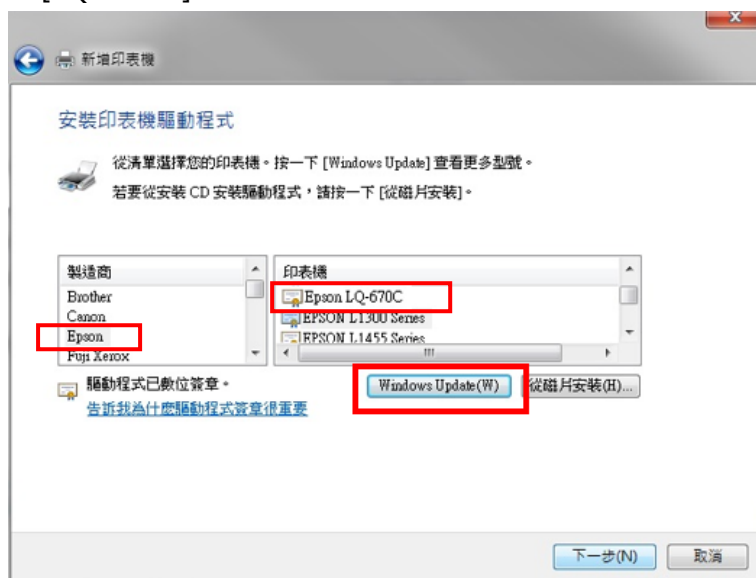 新增印表機
安裝印表機驅動程式
從清單選擇您的印表機。按一下 [Windows Update] 查看更多型號。
若要從安裝 CD 安裝驅動程式，請按一下 [從磁片安裝]。
製造商
Brother
Canon
Epson
Fuji Xerox
印表機
Epson LQ-670C
EPSON L1300 Series
EPSON L1455 Series
驅動程式已數位簽章。
告訴我為什麼驅動程式簽章很重要
Windows Update(W)
從磁片安裝(H)...
下一步(N)
取消